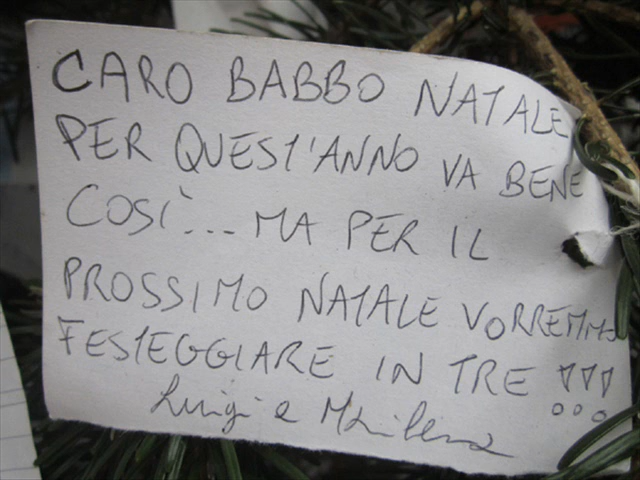 CARO BABBO NATALE
PER QUEST'ANNO VA BENE
COSÌ... MA PER IL
PROSSIMO NATALE VORREMMO
FESTEGGIARE IN TRE !!!
Luigi e Marilena